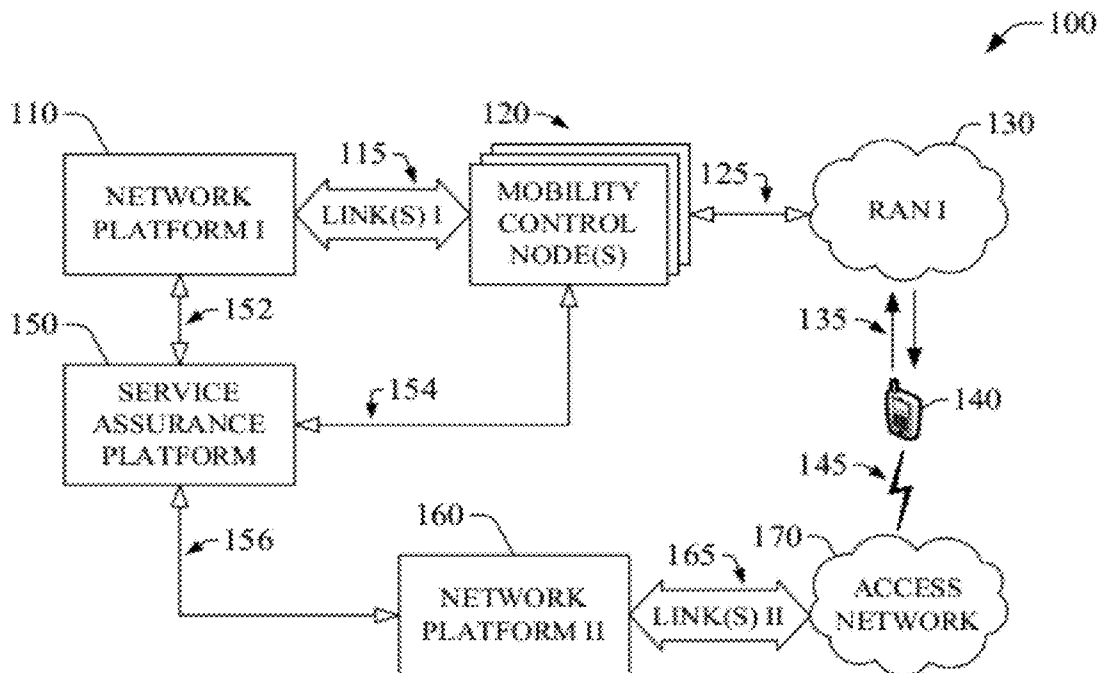 100
110
120
130
115
125
NETWORK
PLATFORM I
LINK(S) I
MOBILITY
CONTROL
NODE(S)
RAN I
152
135
150
SERVICE
ASSURANCE
PLATFORM
154
140
145
156
160
165
170
NETWORK
PLATFORM II
LINK(S) II
ACCESS
NETWORK